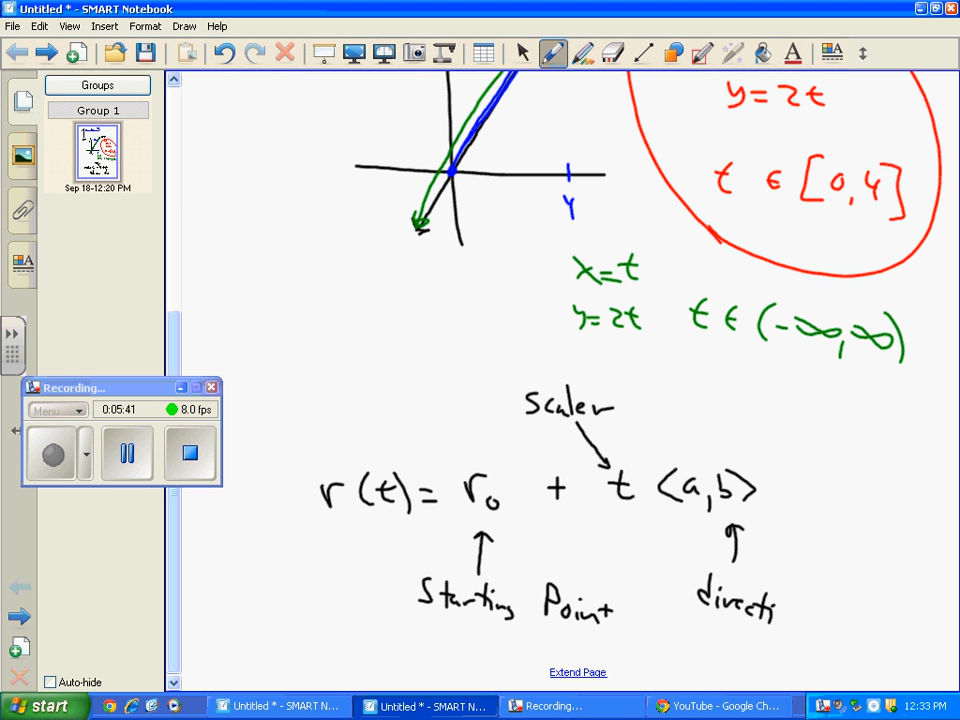 Untitled * - SMART Notebook
File Edit View Insert Format Draw Help
Groups
Group 1
Sep 18-12:20 PM
y = 2t
t ∈ [0,4]
4
x = t
y = 2t t ∈ (-∞,∞)
Recording...
Menu 0:05:41 8.0 fps
Scaler
r(t) = r₀ + t <a,b>
Starting Point directi
Extend Page
Auto-hide
start Untitled * - SMART N... Untitled * - SMART N... Recording... YouTube - Google Ch... 12:33 PM